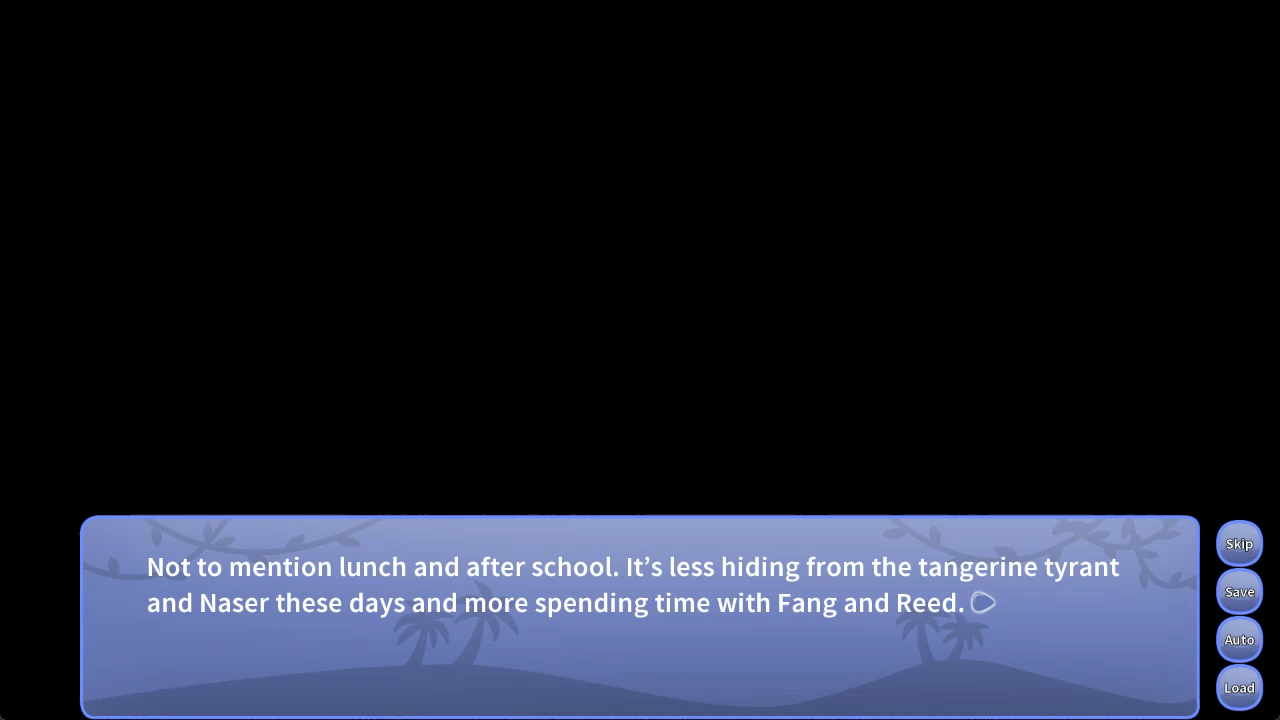 Not to mention lunch and after school. It’s less hiding from the tangerine tyrant
and Naser these days and more spending time with Fang and Reed.
Skip
Save
Auto
Load